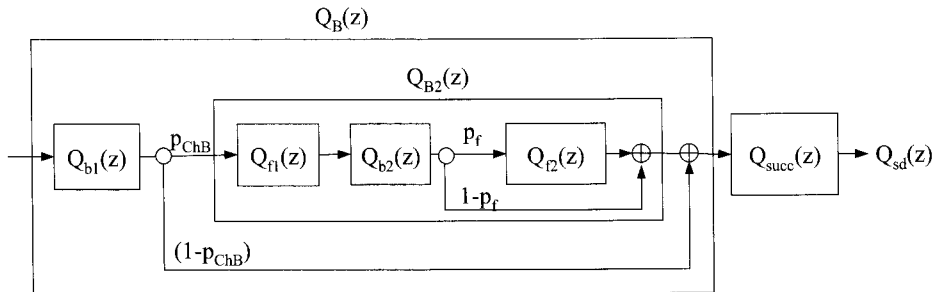 Q_B(z)
Q_B2(z)
Q_b1(z)
p_ChB
Q_f1(z)
Q_b2(z)
p_f
Q_f2(z)
Q_succ(z)
Q_sd(z)
1-p_f
(1-p_ChB)